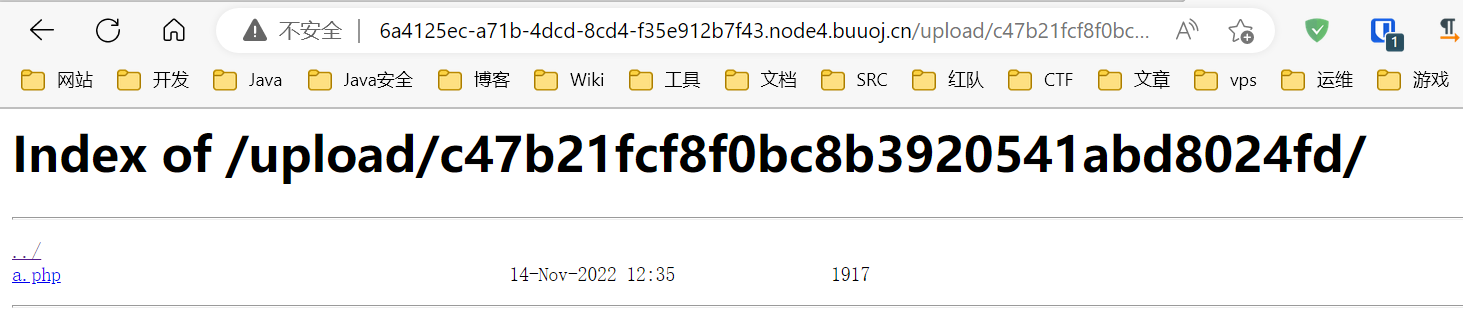 不安全 | 6a4125ec-a71b-4dcd-8cd4-f35e912b7f43.node4.buuoj.cn/upload/c47b21fcf8f0bc... A
1
网站 开发 Java Java安全 博客 Wiki 工具 文档 SRC 红队 CTF 文章 vps 运维 游戏
Index of /upload/c47b21fcf8f0bc8b3920541abd8024fd/
../
a.php 14-Nov-2022 12:35 1917